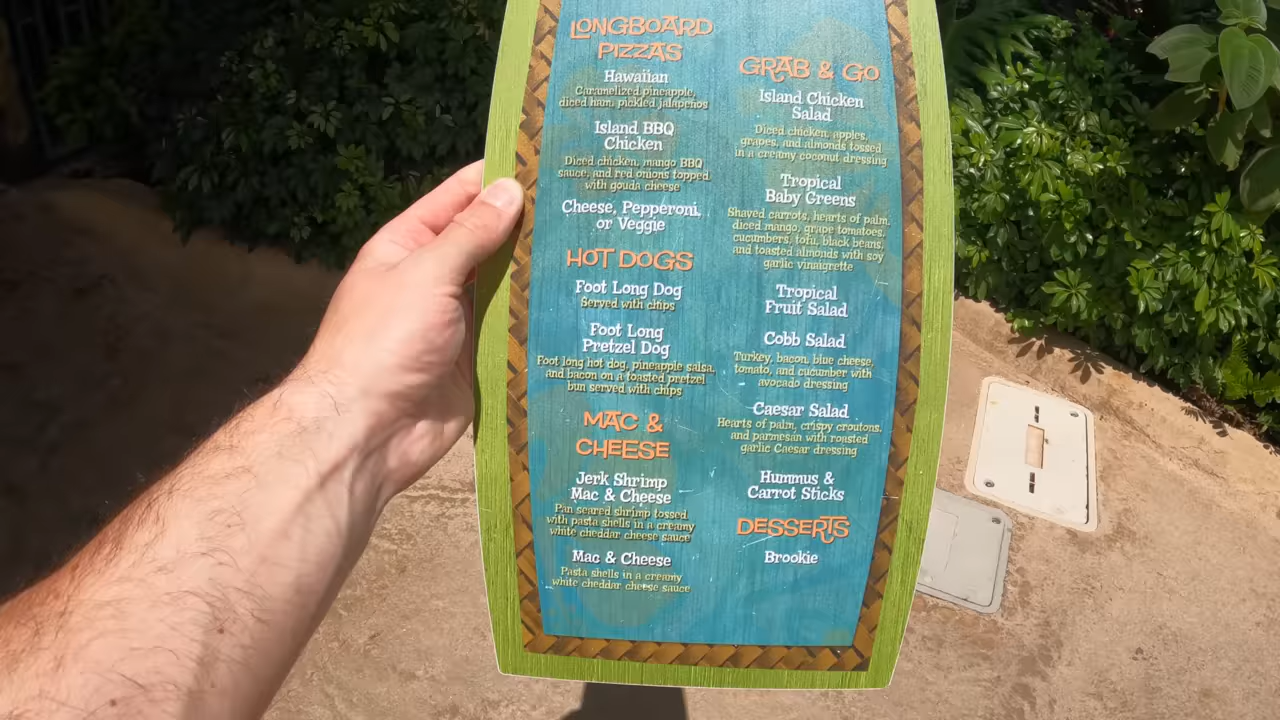 LONGBOARD
PIZZAS
Hawaiian
Caramelized pineapple,
diced ham, pickled jalapeños
Island BBQ
Chicken
Diced chicken, mango BBQ
sauce, and red onions topped
with gouda cheese
Cheese, Pepperoni,
or Veggie
HOT DOGS
Foot Long Dog
Served with chips
Foot Long
Pretzel Dog
Foot long hot dog, pineapple salsa,
and bacon on a toasted pretzel
bun served with chips
MAC &
CHEESE
Jerk Shrimp
Mac & Cheese
Pan seared shrimp tossed
with pasta shells in a creamy
white cheddar cheese sauce
Mac & Cheese
Pasta shells in a creamy
white cheddar cheese sauce
GRAB & GO
Island Chicken
Salad
Diced chicken, apples,
grapes, and almonds tossed
in a creamy coconut dressing
Tropical
Baby Greens
Shaved carrots, hearts of palm,
diced mango, grape tomatoes,
cucumbers, tofu, black beans,
and toasted almonds with soy
garlic vinaigrette
Tropical
Fruit Salad
Cobb Salad
Turkey, bacon, blue cheese,
tomato, and cucumber with
avocado dressing
Caesar Salad
Hearts of palm, crispy croutons,
and parmesan with roasted
garlic Caesar dressing
Hummus &
Carrot Sticks
DESSERTS
Brookie